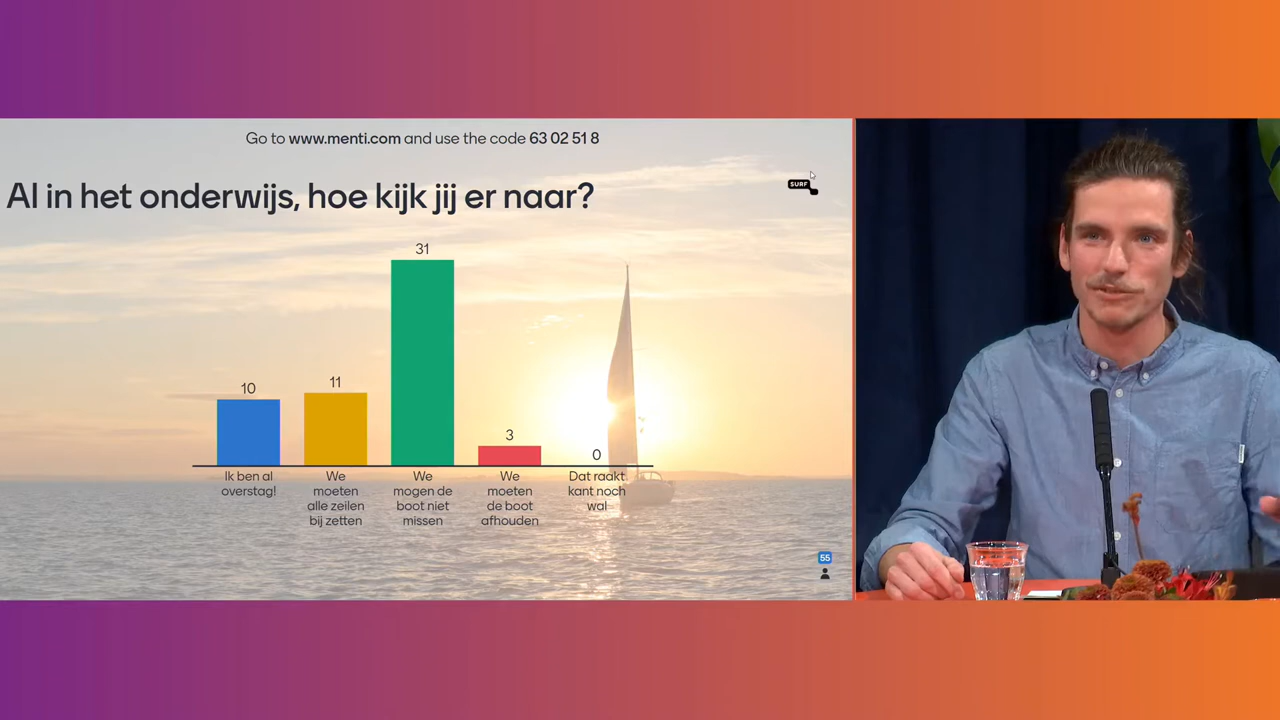 Go to www.menti.com and use the code 63 02 51 8
AI in het onderwijs, hoe kijk jij er naar?
SURF
31
10
11
3
0
Ik ben al
overstag!
We
moeten
alle zeilen
bij zetten
We
mogen de
boot niet
missen
We
moeten
de boot
afhouden
Dat raakt
kant noch
wal
55